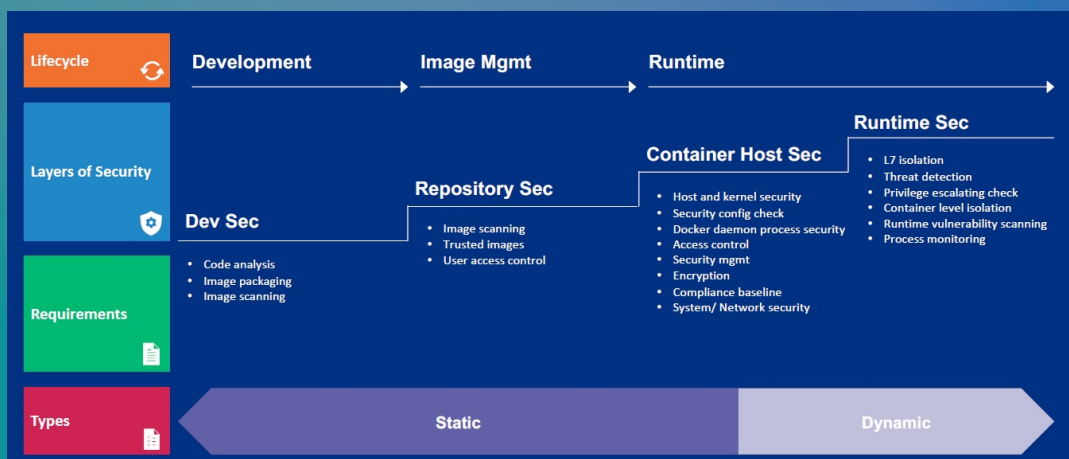 Lifecycle
Development
Image Mgmt
Runtime
Layers of Security
Dev Sec
Repository Sec
Container Host Sec
Runtime Sec
Requirements
• Code analysis
• Image packaging
• Image scanning
• Image scanning
• Trusted images
• User access control
• Host and kernel security
• Security config check
• Docker daemon process security
• Access control
• Security mgmt
• Encryption
• Compliance baseline
• System/ Network security
• L7 isolation
• Threat detection
• Privilege escalating check
• Container level isolation
• Runtime vulnerability scanning
• Process monitoring
Types
Static
Dynamic